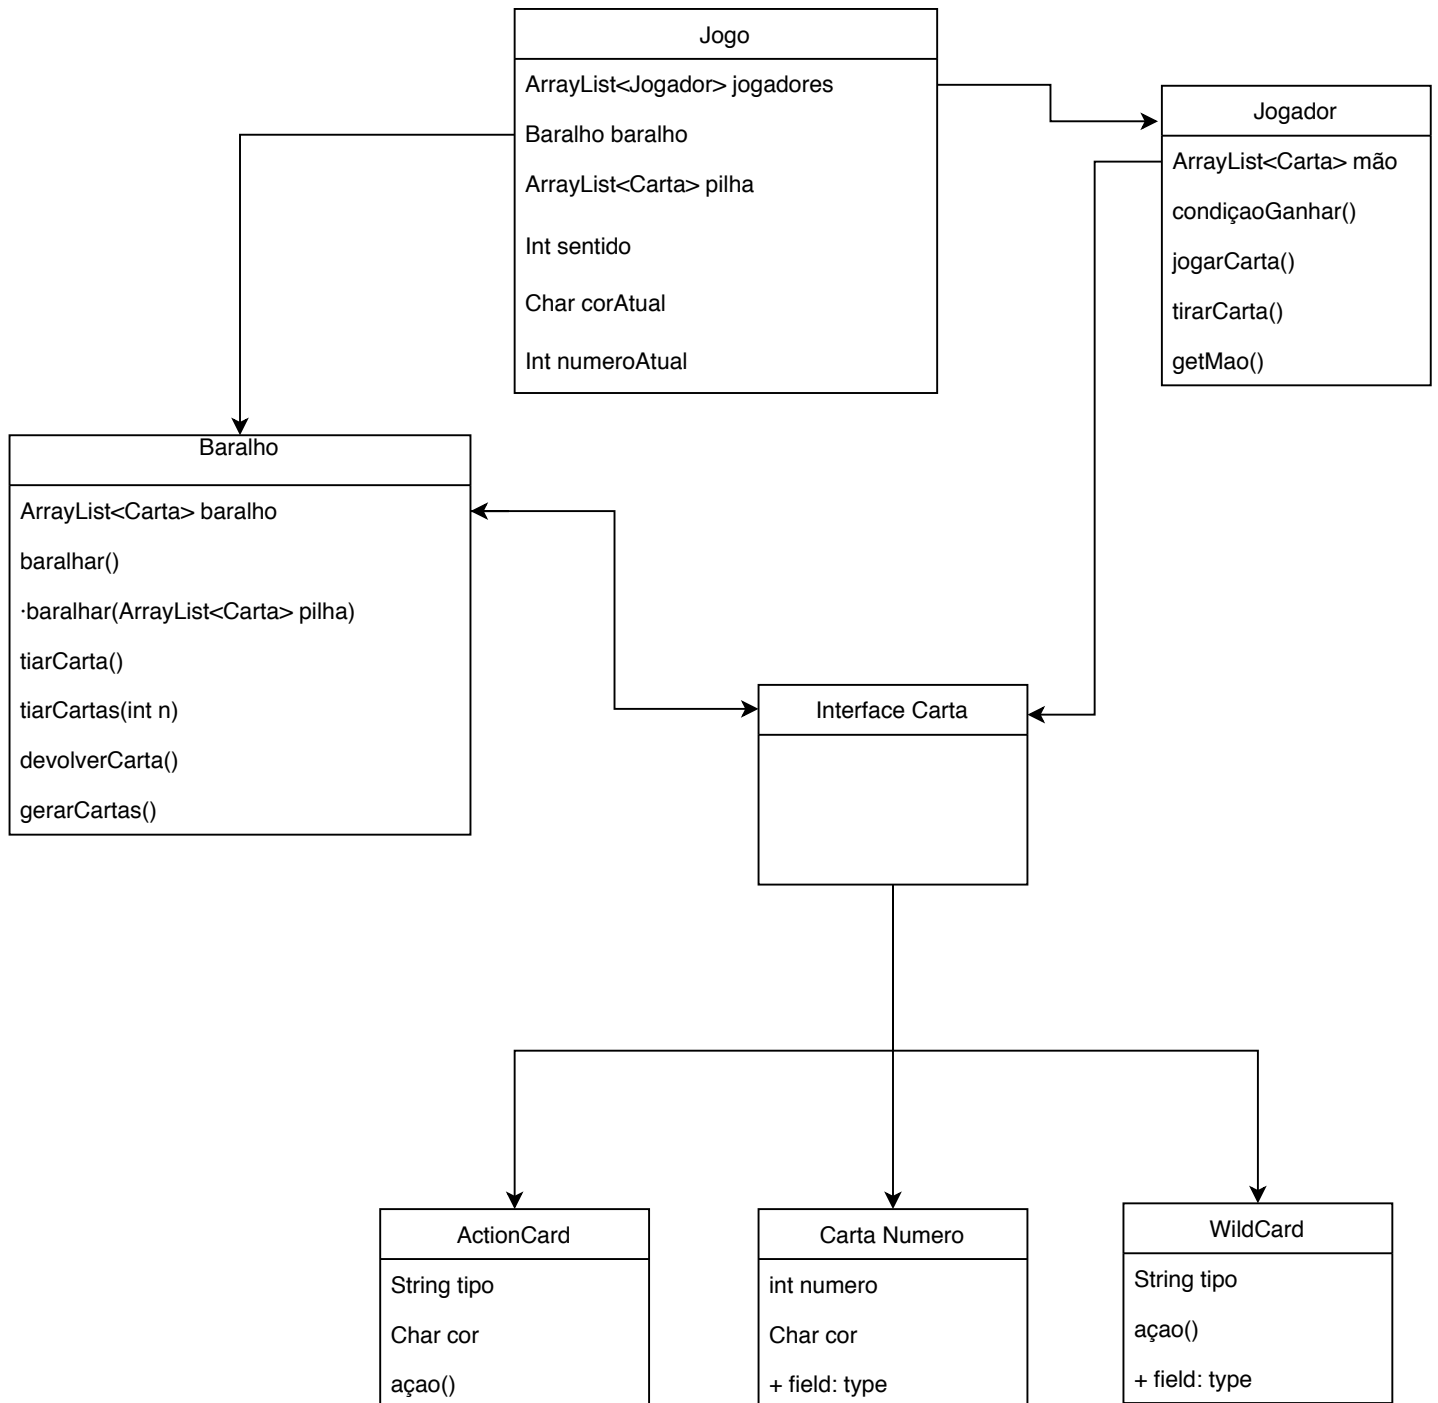 Jogo
ArrayList<Jogador> jogadores
Baralho baralho
ArrayList<Carta> pilha
Int sentido
Char corAtual
Int numeroAtual
Jogador
ArrayList<Carta> mão
condiçaoGanhar()
jogarCarta()
tirarCarta()
getMao()
Baralho
ArrayList<Carta> baralho
baralhar()
·baralhar(ArrayList<Carta> pilha)
tiarCarta()
tiarCartas(int n)
devolverCarta()
gerarCartas()
Interface Carta
ActionCard
String tipo
Char cor
açao()
Carta Numero
int numero
Char cor
+ field: type
WildCard
String tipo
açao()
+ field: type